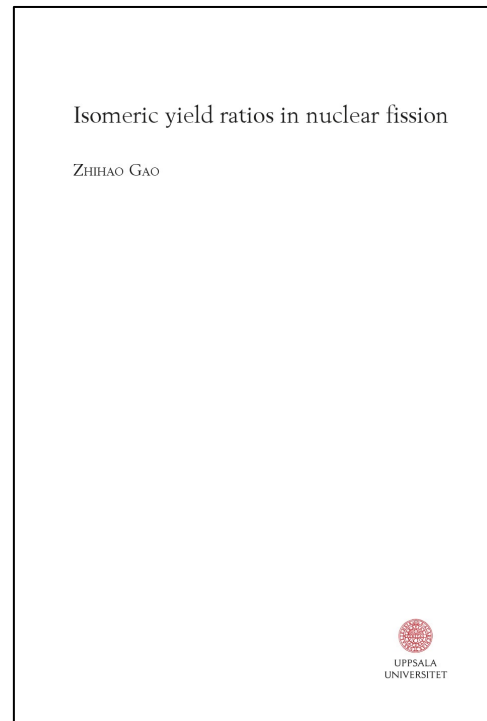 Isomeric yield ratios in nuclear fission
ZHIHAO GAO
UPPSALA
UNIVERSITET